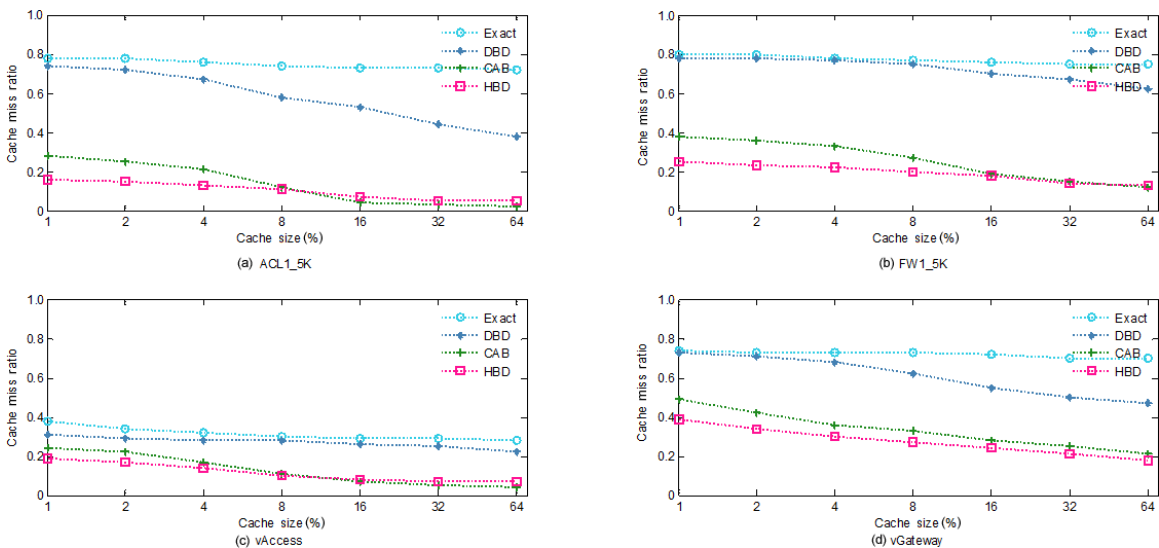 1.0
0.8
0.6
0.4
0.2
0
Cache miss ratio
Exact
DBD
CAB
HBD
1 2 4 8 16 32 64
Cache size (%)
(a) ACL1_5K
1.0
0.8
0.6
0.4
0.2
0
Cache miss ratio
Exact
DBD
CAB
HBD
1 2 4 8 16 32 64
Cache size (%)
(b) FW1_5K
1.0
0.8
0.6
0.4
0.2
0
Cache miss ratio
Exact
DBD
CAB
HBD
1 2 4 8 16 32 64
Cache size (%)
(c) vAccess
1.0
0.8
0.6
0.4
0.2
0
Cache miss ratio
Exact
DBD
CAB
HBD
1 2 4 8 16 32 64
Cache size (%)
(d) vGateway